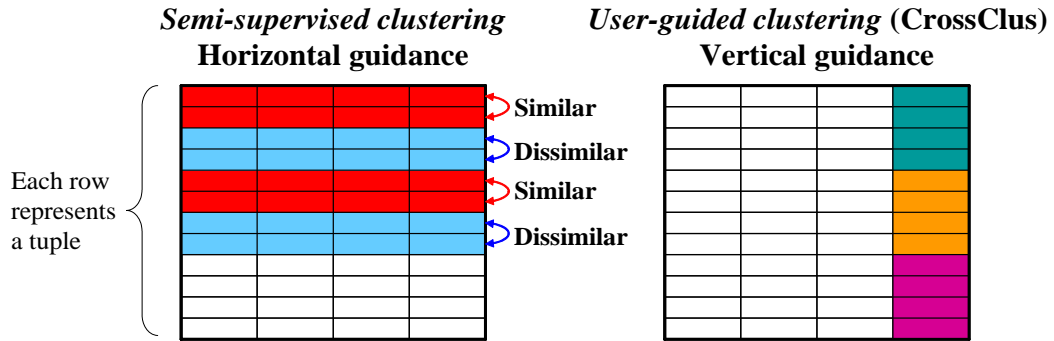 Semi-supervised clustering
Horizontal guidance
User-guided clustering (CrossClus)
Vertical guidance
Each row
represents
a tuple
Similar
Dissimilar
Similar
Dissimilar